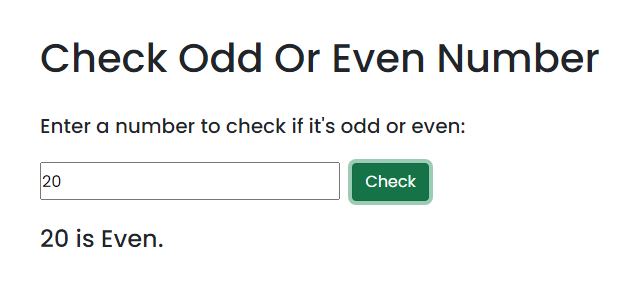 Check Odd Or Even Number
Enter a number to check if it's odd or even:
20
Check
20 is Even.